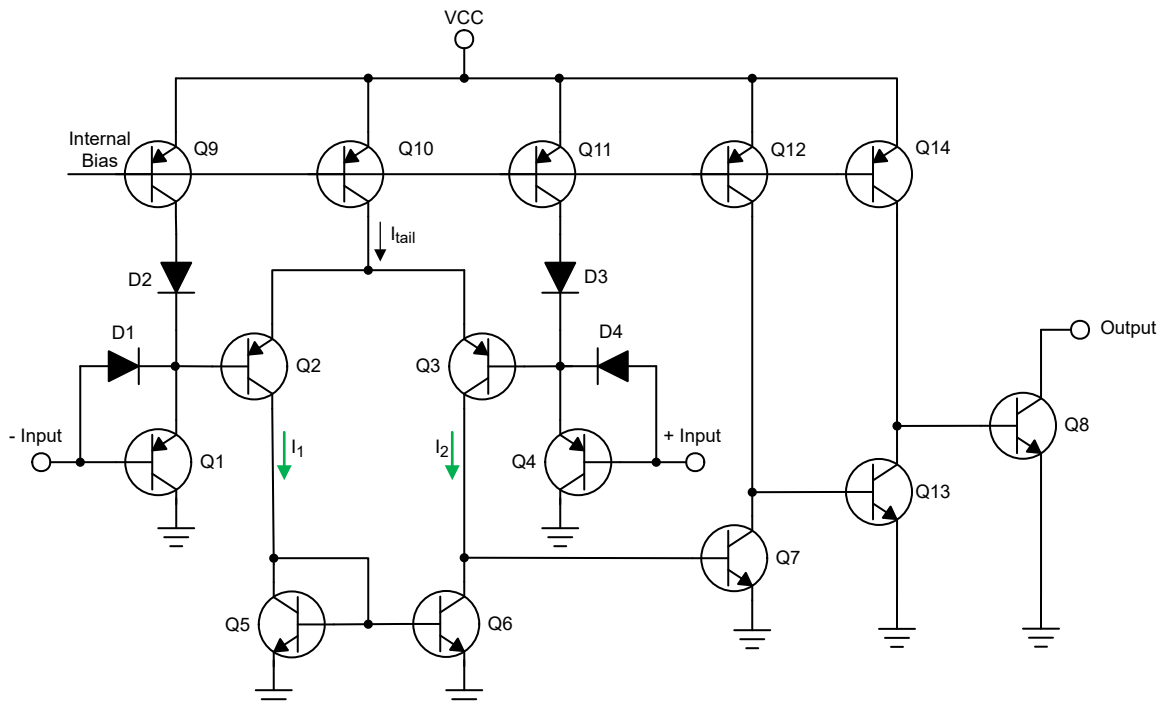 VCC
Internal
Bias
Q9
Q10
Q11
Q12
Q14
Itail
D2
D3
D1
D4
Q2
Q3
Output
- Input
Q1
I1
I2
Q4
+ Input
Q8
Q13
Q7
Q5
Q6